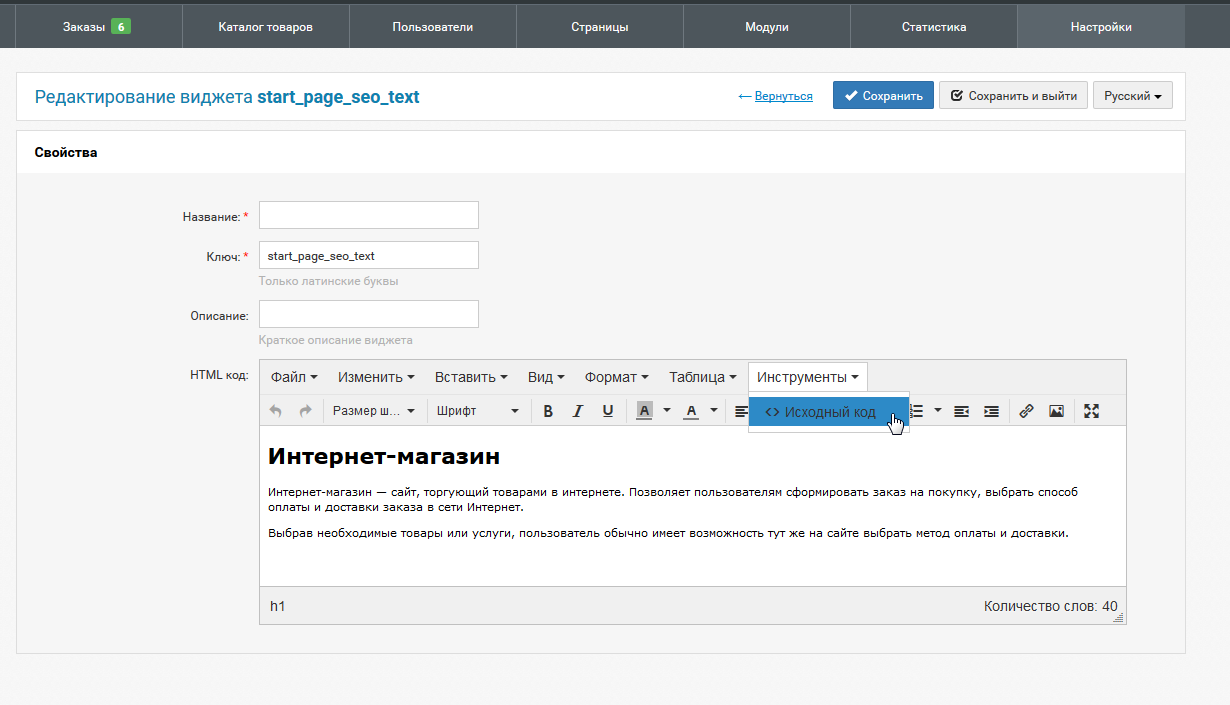 Заказы 6 Каталог товаров Пользователи Страницы Модули Статистика Настройки
Редактирование виджета start_page_seo_text ← Вернуться Сохранить Сохранить и выйти Русский
Свойства
Название: *
Ключ: * start_page_seo_text
Только латинские буквы
Описание:
Краткое описание виджета
HTML код: Файл Изменить Вставить Вид Формат Таблица Инструменты
Размер ш... Шрифт B I U A A <> Исходный код
Интернет-магазин
Интернет-магазин — сайт, торгующий товарами в интернете. Позволяет пользователям сформировать заказ на покупку, выбрать способ
оплаты и доставки заказа в сети Интернет.
Выбрав необходимые товары или услуги, пользователь обычно имеет возможность тут же на сайте выбрать метод оплаты и доставки.
h1 Количество слов: 40